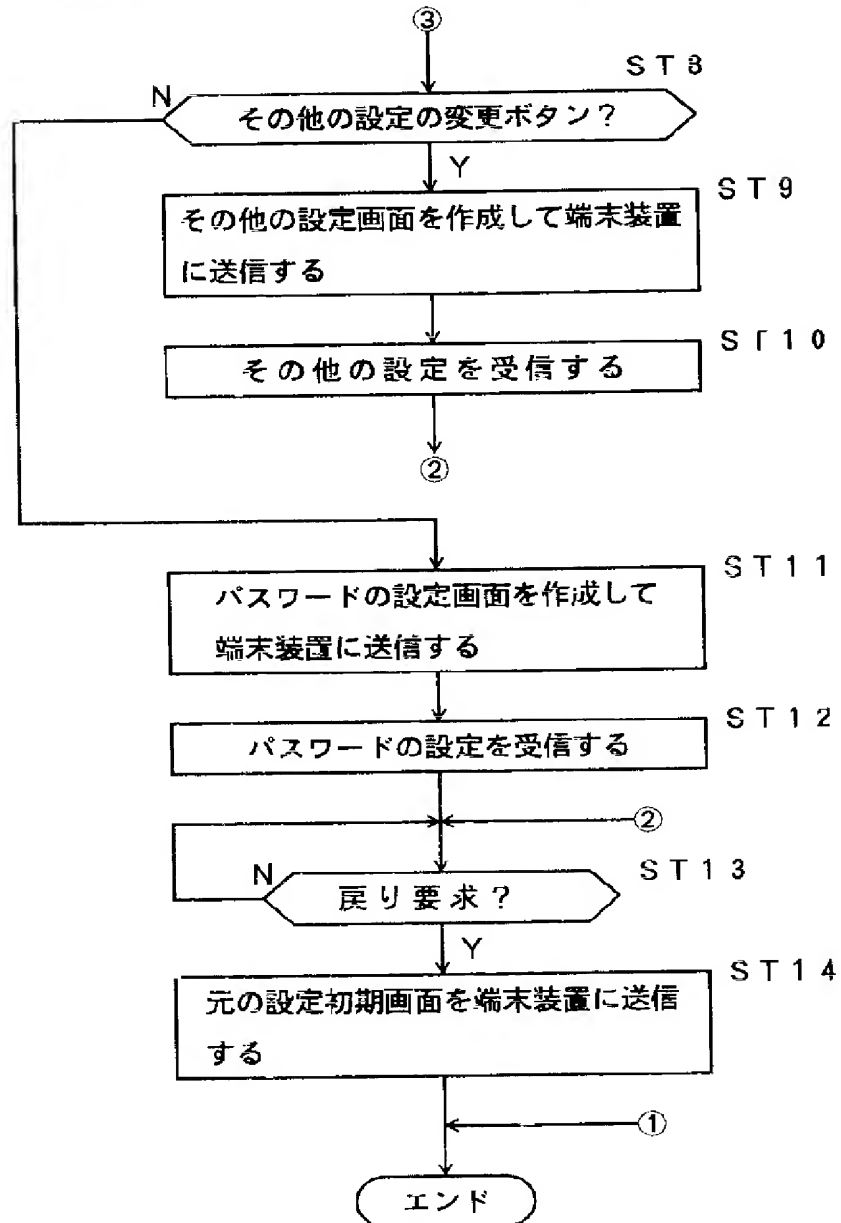 ③
ST8
N
その他の設定の変更ボタン？
Y
ST9
その他の設定画面を作成して端末装置
に送信する
ST10
その他の設定を受信する
②
ST11
パスワードの設定画面を作成して
端末装置に送信する
ST12
パスワードの設定を受信する
②
N
ST13
戻り要求？
Y
ST14
元の設定初期画面を端末装置に送信
する
①
エンド